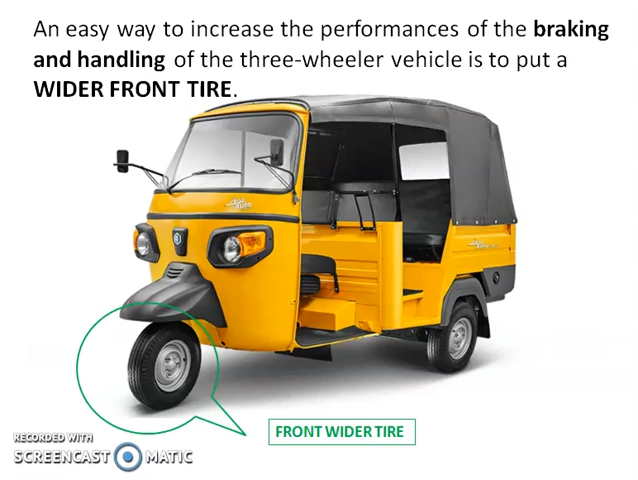 An easy way to increase the performances of the braking
and handling of the three-wheeler vehicle is to put a
WIDER FRONT TIRE.
FRONT WIDER TIRE
RECORDED WITH
SCREENCAST MATIC